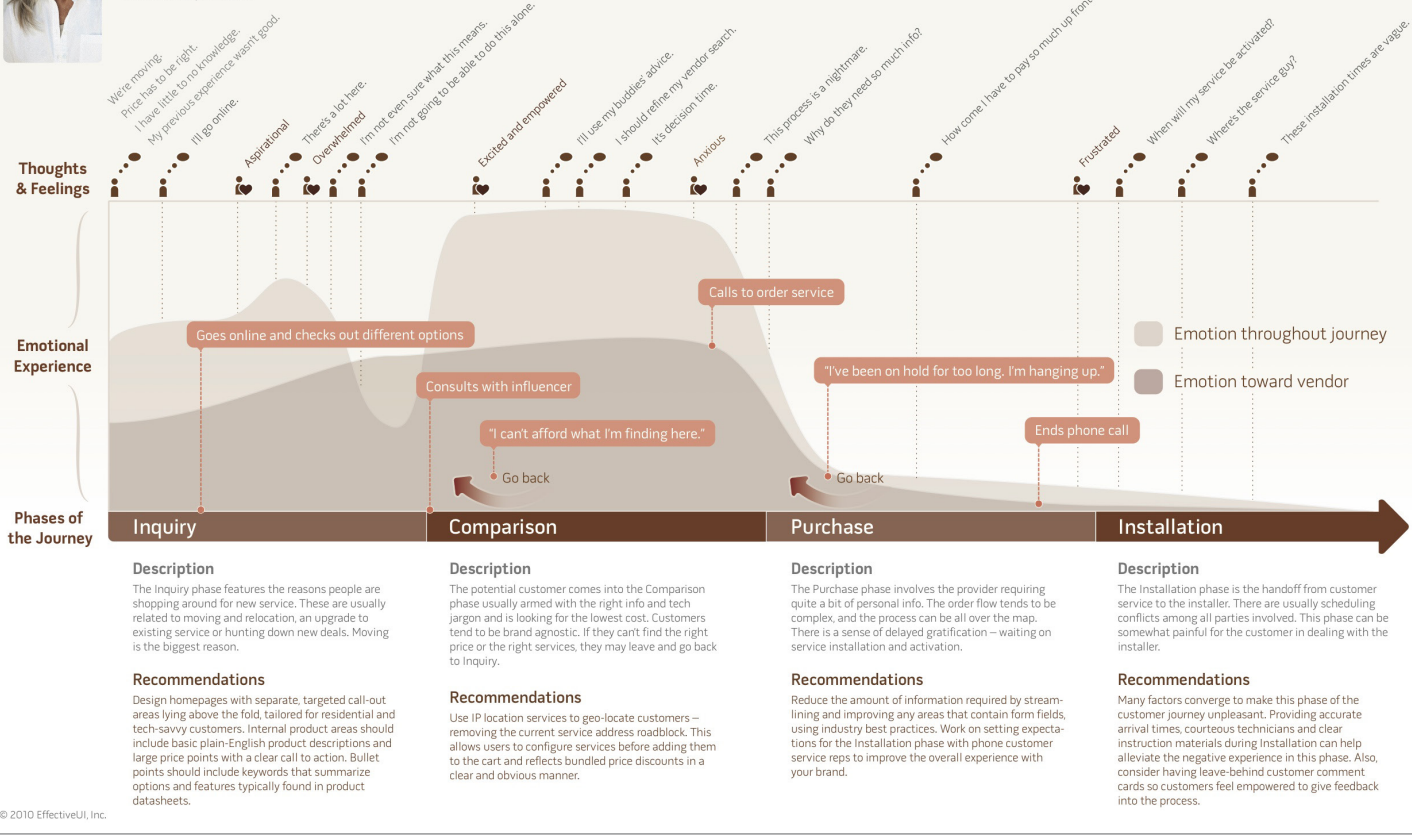 We're moving.
Price has to be right.
I have little to no knowledge.
My previous experience wasn't good.
I'll go online.
Aspirational
There's a lot here.
Overwhelmed
I'm not even sure what this means.
I'm not going to be able to do this alone.
Excited and empowered
I'll use my buddies' advice.
I should refine my vendor search.
It's decision time.
Anxious
This process is a nightmare.
Why do they need so much info?
How come I have to pay so much up front
Frustrated
When will my service be activated?
Where's the service guy?
These installation times are vague.
Thoughts
& Feelings
Emotional
Experience
Calls to order service
Goes online and checks out different options
Emotion throughout journey
"I've been on hold for too long. I'm hanging up."
Emotion toward vendor
Consults with influencer
"I can't afford what I'm finding here."
Ends phone call
Go back
Go back
Phases of
the Journey
Inquiry
Comparison
Purchase
Installation
Description
The Inquiry phase features the reasons people are
shopping around for new service. These are usually
related to moving and relocation, an upgrade to
existing service or hunting down new deals. Moving
is the biggest reason.
Recommendations
Design homepages with separate, targeted call-out
areas lying above the fold, tailored for residential and
tech-savvy customers. Internal product areas should
include basic plain-English product descriptions and
large price points with a clear call to action. Bullet
points should include keywords that summarize
options and features typically found in product
datasheets.
Description
The potential customer comes into the Comparison
phase usually armed with the right info and tech
jargon and is looking for the lowest cost. Customers
tend to be brand agnostic. If they can't find the right
price or the right services, they may leave and go back
to Inquiry.
Recommendations
Use IP location services to geo-locate customers –
removing the current service address roadblock. This
allows users to configure services before adding them
to the cart and reflects bundled price discounts in a
clear and obvious manner.
Description
The Purchase phase involves the provider requiring
quite a bit of personal info. The order flow tends to be
complex, and the process can be all over the map.
There is a sense of delayed gratification – waiting on
service installation and activation.
Recommendations
Reduce the amount of information required by stream-
lining and improving any areas that contain form fields,
using industry best practices. Work on setting expecta-
tions for the Installation phase with phone customer
service reps to improve the overall experience with
your brand.
Description
The Installation phase is the handoff from customer
service to the installer. There are usually scheduling
conflicts among all parties involved. This phase can be
somewhat painful for the customer in dealing with the
installer.
Recommendations
Many factors converge to make this phase of the
customer journey unpleasant. Providing accurate
arrival times, courteous technicians and clear
instruction materials during Installation can help
alleviate the negative experience in this phase. Also,
consider having leave-behind customer comment
cards so customers feel empowered to give feedback
into the process.
© 2010 EffectiveUI, Inc.